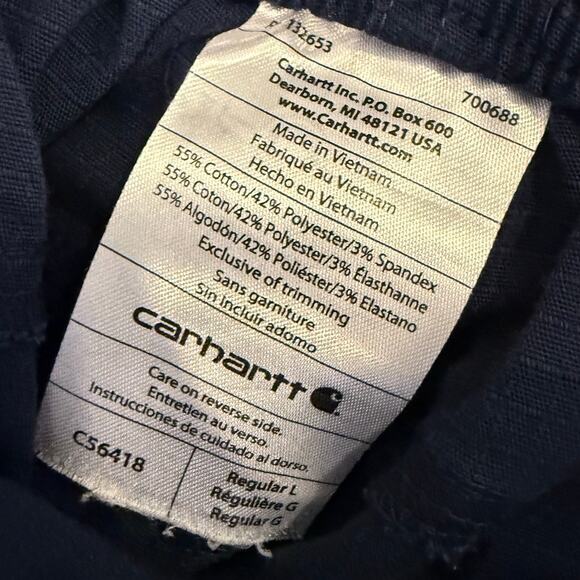 132653
700688
Carhartt Inc. P.O. Box 600
Dearborn, MI 48121 USA
www.Carhartt.com
Made in Vietnam
Fabriqué au Vietnam
Hecho en Vietnam
55% Cotton/42% Polyester/3% Spandex
55% Coton/42% Polyester/3% Élasthanne
55% Algodón/42% Poliéster/3% Elastano
Exclusive of trimming
Sans garniture
Sin incluir adorno
carhartt
Care on reverse side.
Entretien au verso.
Instrucciones de cuidado al dorso.
C56418
Regular L
Régulière G
Regular G